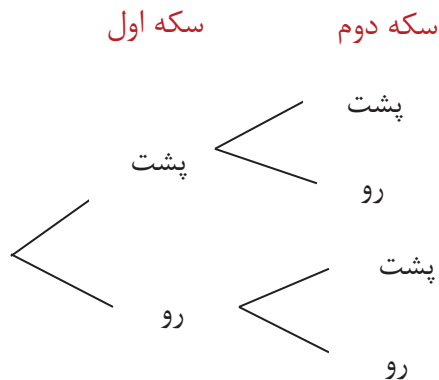 سکه اول
سکه دوم
پشت
پشت
رو
پشت
رو
رو